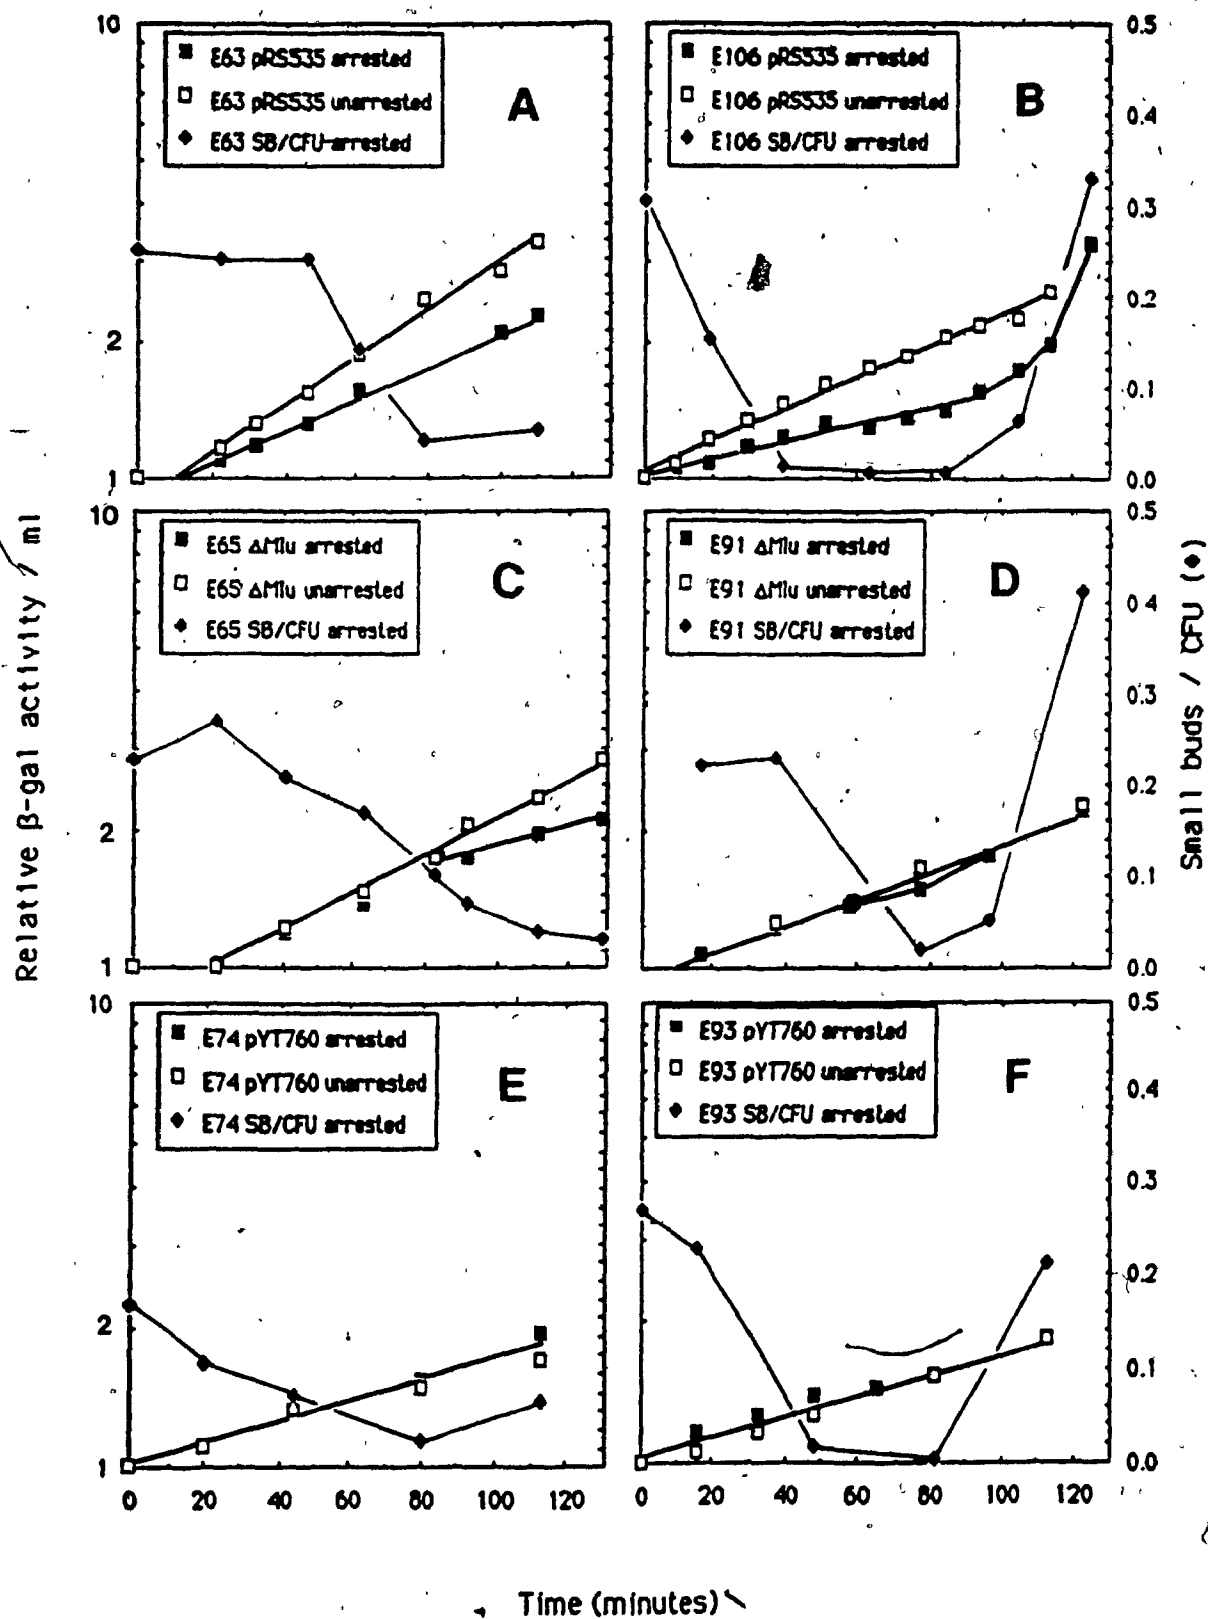 10
E63 pRS535 arrested
E63 pRS535 unarrested
E63 SB/CFU arrested
A
2
1
E106 pRS535 arrested
E106 pRS535 unarrested
E106 SB/CFU arrested
B
0.5
0.4
0.3
0.2
0.1
0.0
10
E65 ΔMlu arrested
E65 ΔMlu unarrested
E65 SB/CFU arrested
C
2
1
E91 ΔMlu arrested
E91 ΔMlu unarrested
E91 SB/CFU arrested
D
0.5
0.4
0.3
0.2
0.1
0.0
10
E74 pYT760 arrested
E74 pYT760 unarrested
E74 SB/CFU arrested
E
2
1
0 20 40 60 80 100 120
E93 pYT760 arrested
E93 pYT760 unarrested
E93 SB/CFU arrested
F
0.5
0.4
0.3
0.2
0.1
0.0
0 20 40 60 80 100 120
Relative β-gal activity / ml
Small buds / CFU (♦)
Time (minutes)